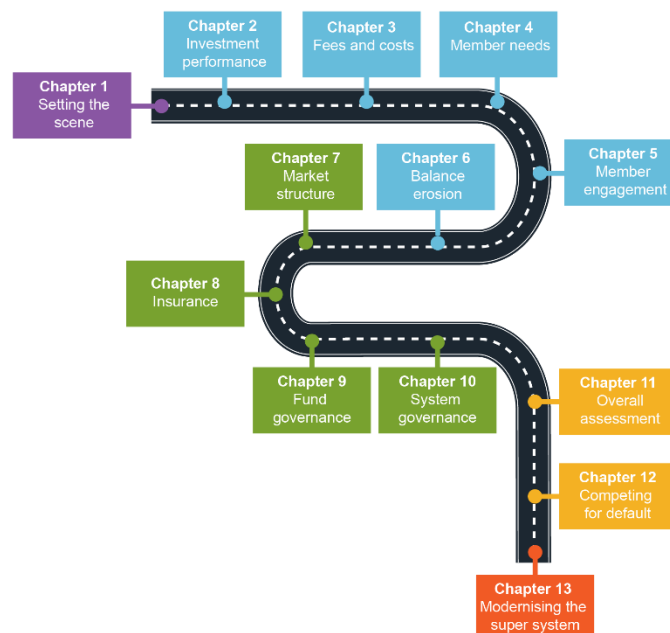 Chapter 1
Setting the
scene
Chapter 2
Investment
performance
Chapter 3
Fees and costs
Chapter 4
Member needs
Chapter 5
Member
engagement
Chapter 6
Balance
erosion
Chapter 7
Market
structure
Chapter 8
Insurance
Chapter 9
Fund
governance
Chapter 10
System
governance
Chapter 11
Overall
assessment
Chapter 12
Competing
for default
Chapter 13
Modernising the
super system